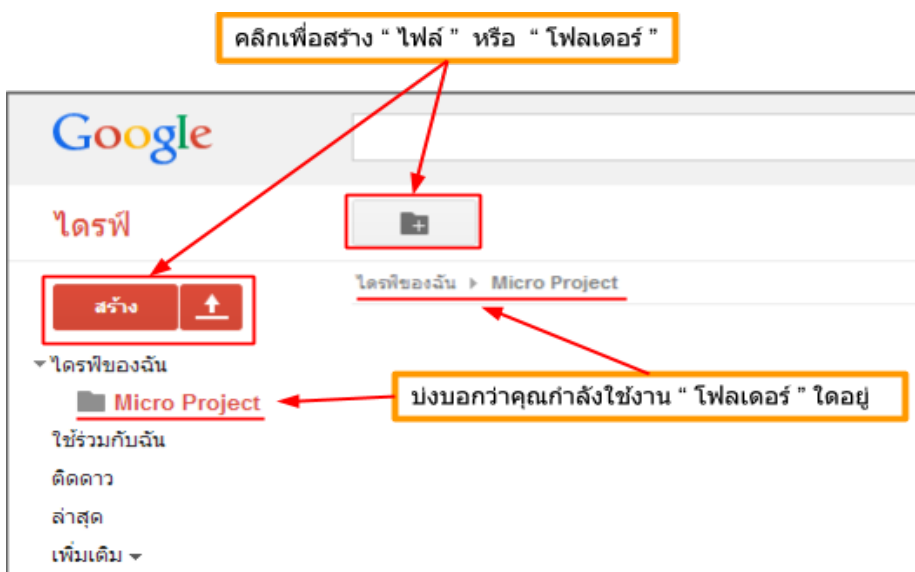 คลิกเพื่อสร้าง “ ไฟล์ ” หรือ “ โฟลเดอร์ ”
Google
ไดรฟ์
สร้าง
ไดรฟ์ของฉัน
Micro Project
ไดรฟ์ของฉัน
Micro Project
บ่งบอกว่าคุณกำลังใช้งาน “ โฟลเดอร์ ” ใดอยู่
ใช้ร่วมกับฉัน
ติดดาว
ล่าสุด
เพิ่มเติม